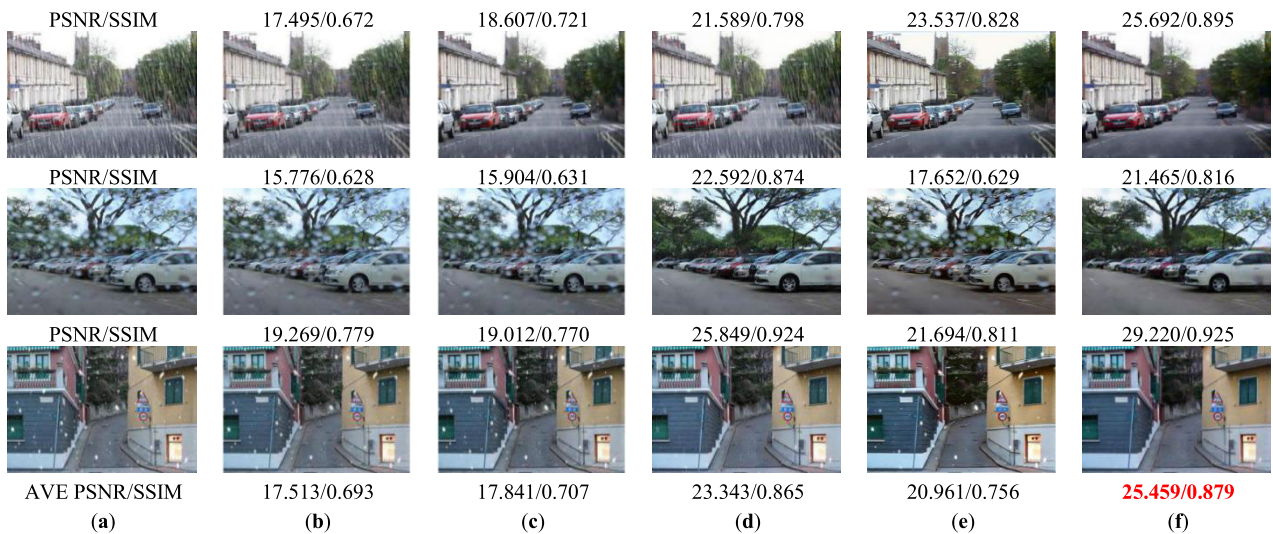 PSNR/SSIM 17.495/0.672 18.607/0.721 21.589/0.798 23.537/0.828 25.692/0.895
PSNR/SSIM 15.776/0.628 15.904/0.631 22.592/0.874 17.652/0.629 21.465/0.816
PSNR/SSIM 19.269/0.779 19.012/0.770 25.849/0.924 21.694/0.811 29.220/0.925
AVE PSNR/SSIM 17.513/0.693 17.841/0.707 23.343/0.865 20.961/0.756 25.459/0.879
(a) (b) (c) (d) (e) (f)